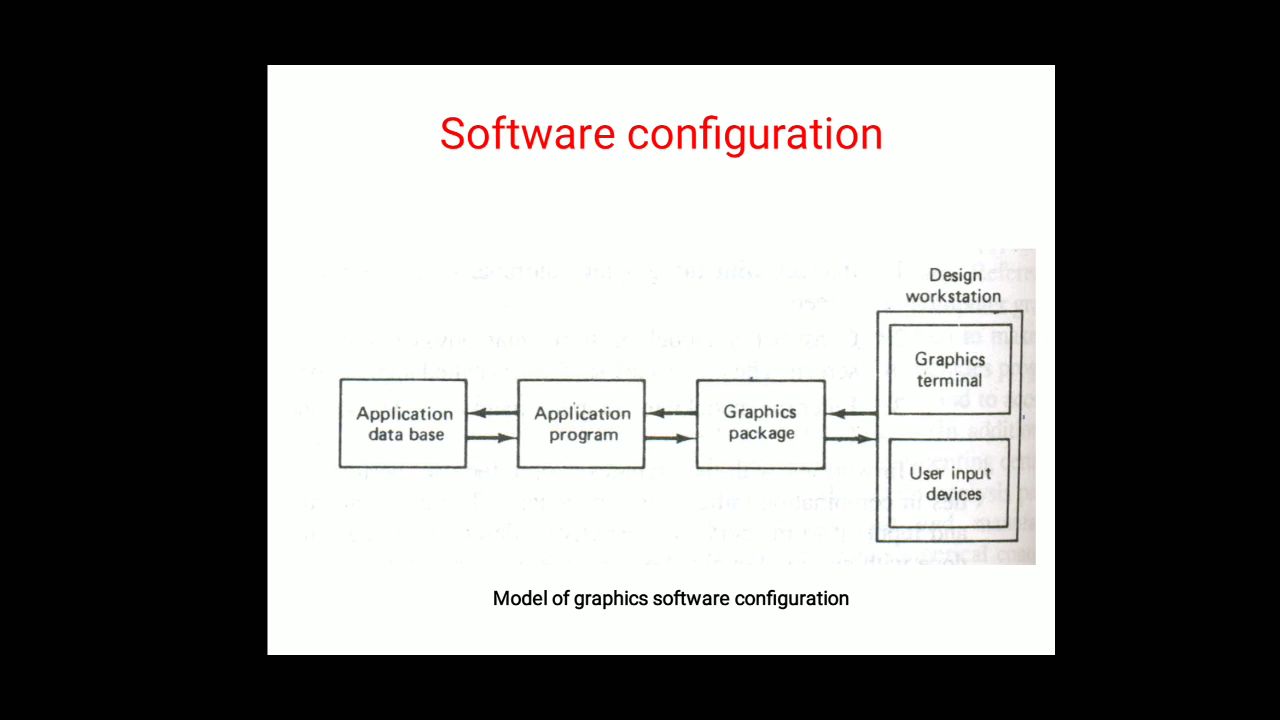 Software configuration
Design
workstation
Graphics
terminal
Application
data base
Application
program
Graphics
package
User input
devices
Model of graphics software configuration